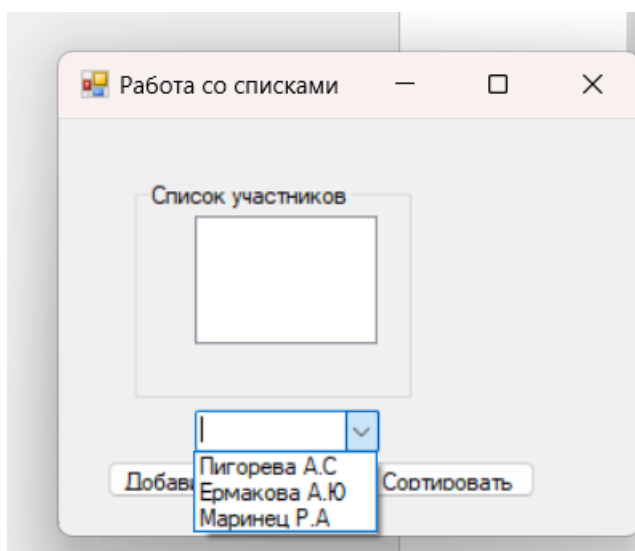 Работа со списками
Список участников
Пигорева А.С
Ермакова А.Ю
Маринец Р.А
Сортировать